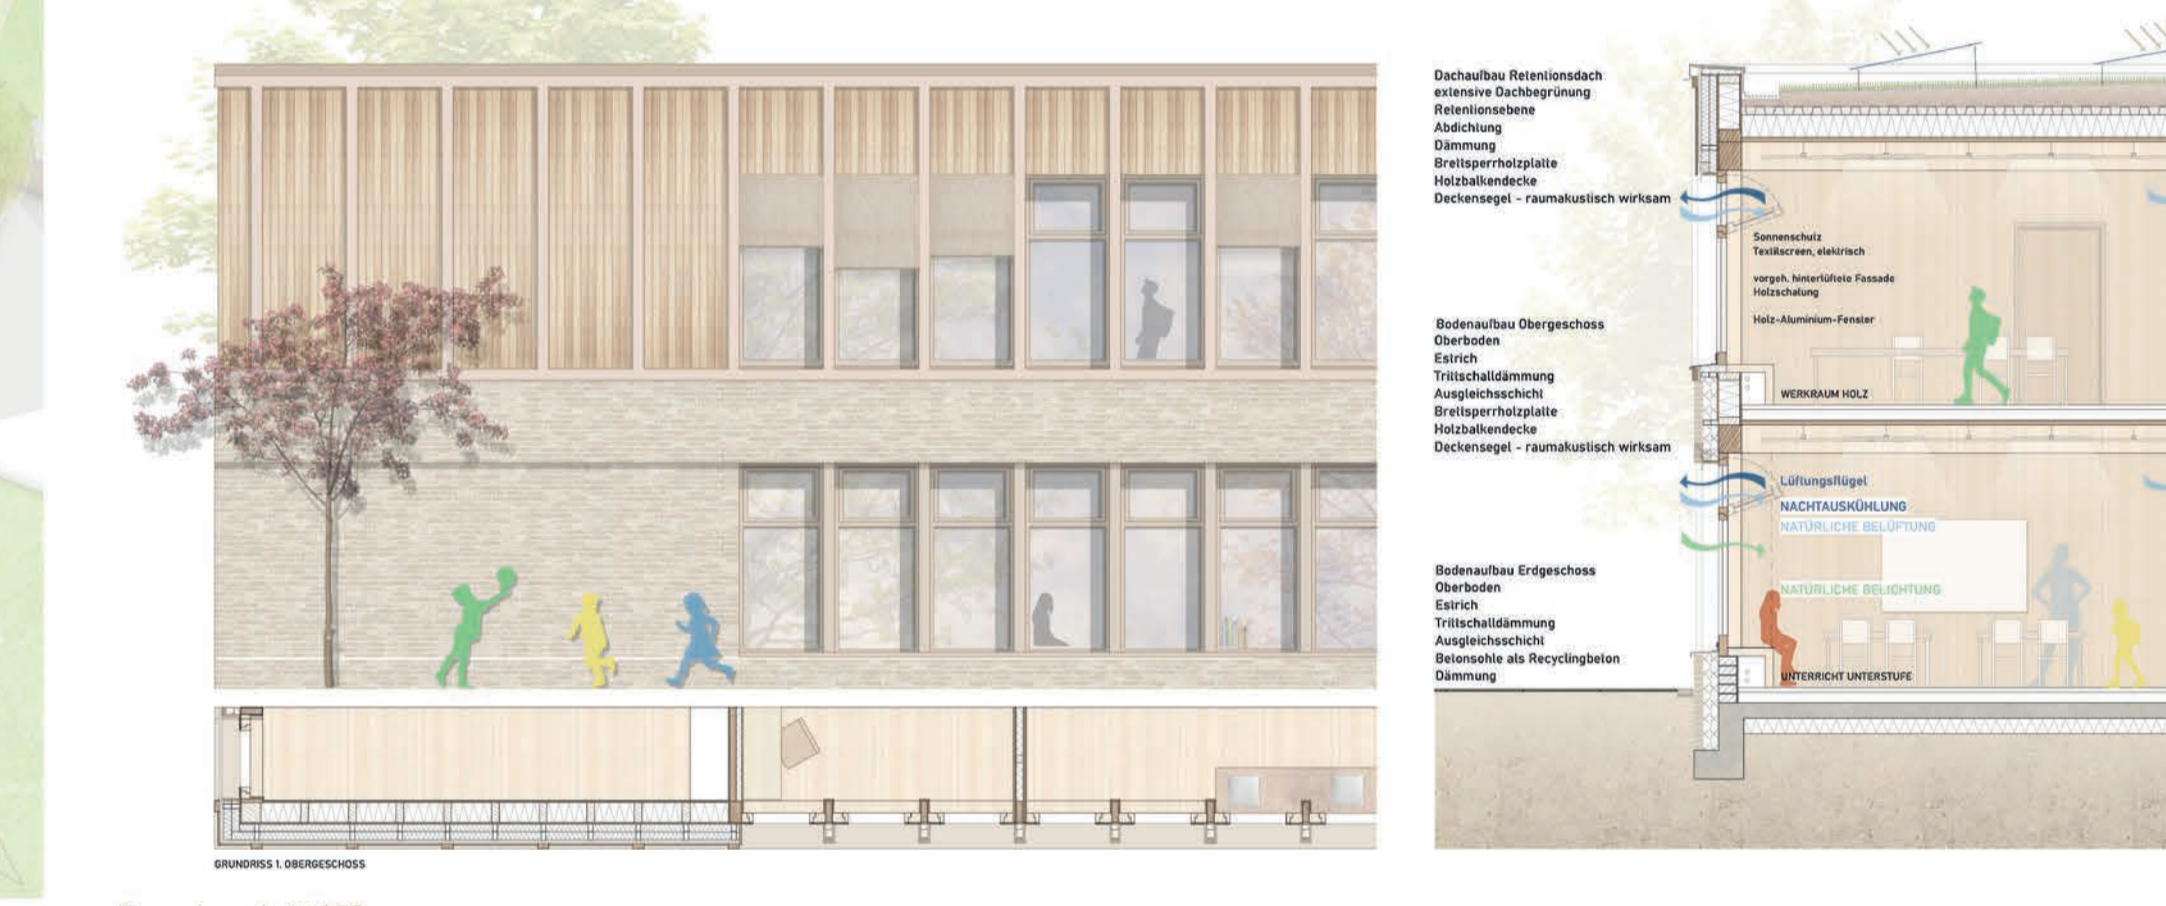 Dachaufbau Retentionsdach
extensive Dachbegrünung
Retentionsebene
Abdichtung
Dämmung
Brettsperrholzplatte
Holzbalkendecke
Deckensegel - raumakustisch wirksam
Sonnenschutz
Textilscreen, elektrisch
vorgeh. hinterlüftete Fassade
Holzschalung
Holz-Aluminium-Fenster
WERKRAUM HOLZ
Bodenaufbau Obergeschoss
Oberboden
Estrich
Trittschalldämmung
Ausgleichsschicht
Brettsperrholzplatte
Holzbalkendecke
Deckensegel - raumakustisch wirksam
Lüftungsflügel
NACHTAUSKÜHLUNG
NATÜRLICHE BELÜFTUNG
NATÜRLICHE BELICHTUNG
UNTERRICHT UNTERSTUFE
Bodenaufbau Erdgeschoss
Oberboden
Estrich
Trittschalldämmung
Ausgleichsschicht
Betonsohle als Recyclingbeton
Dämmung
GRUNDRISS 1. OBERGESCHOSS